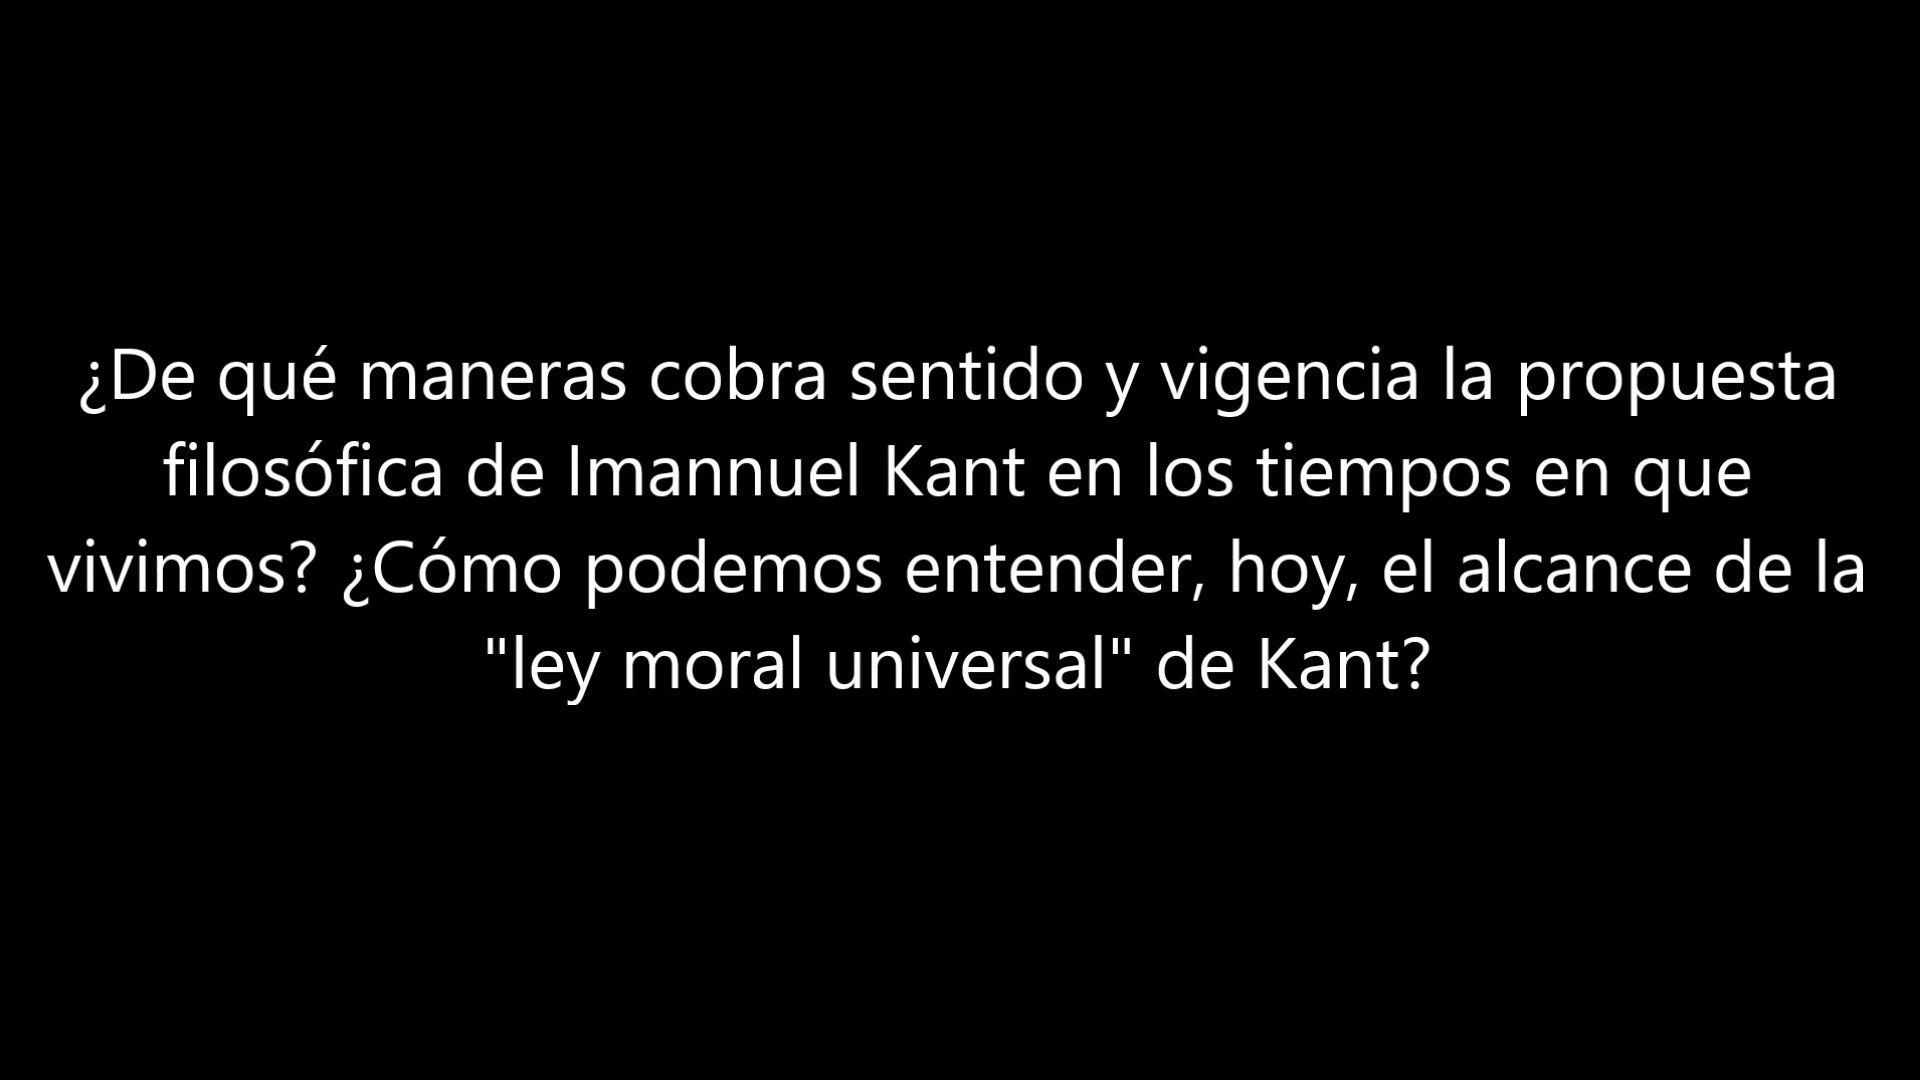 ¿De qué maneras cobra sentido y vigencia la propuesta
filosófica de Imannuel Kant en los tiempos en que
vivimos? ¿Cómo podemos entender, hoy, el alcance de la
"ley moral universal" de Kant?